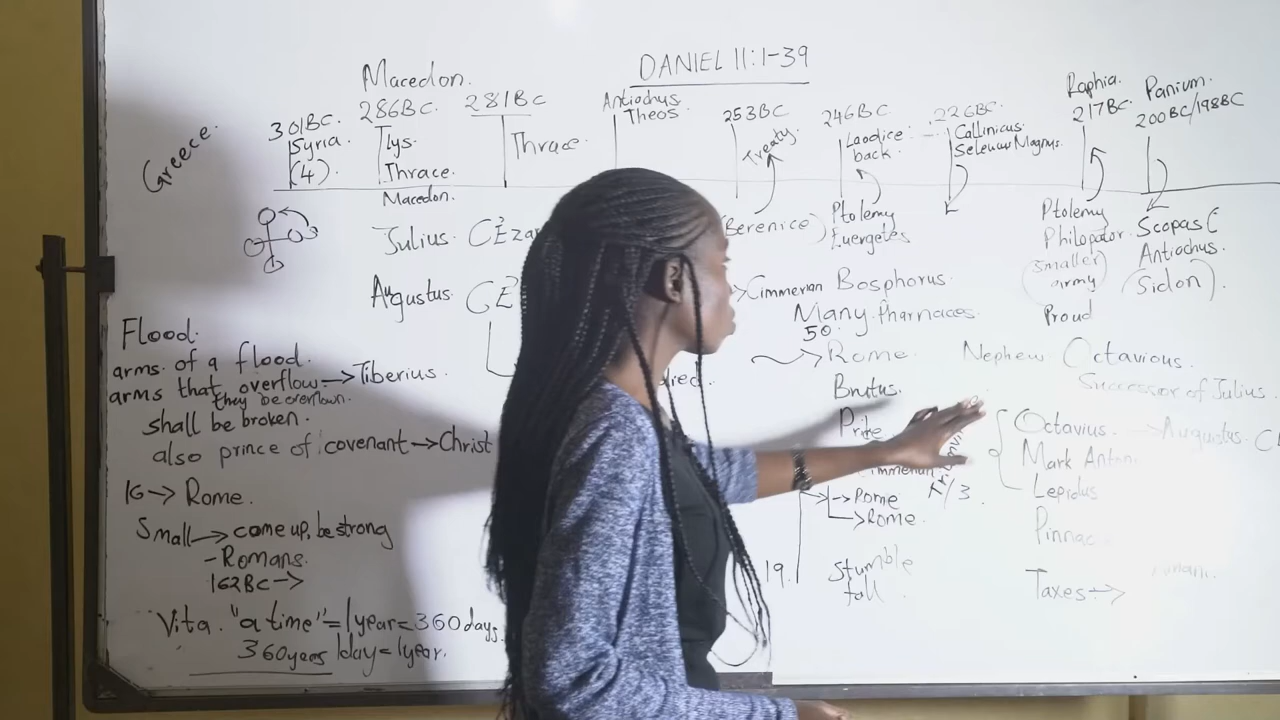 DANIEL 11:1-39
Greece
301BC.
Syria.
(4)
Macedon.
286BC.
Lys.
Thrace.
Macedon.
281BC
Thrace.
Antiochus
Theos
253BC
Treaty
(Berenice)
246BC
Laodice
back.
Ptolemy
Euergetes
226BC.
Callinicus.
Seleucus Magnus.
Raphia.
217BC.
Ptolemy
Philopator.
(smaller
army)
Proud
Panium.
200BC/198BC
Scopas
Antiochus.
(Sidon).
Julius.
Augustus.
Cimmerian Bosphorus.
Many Pharnaces.
50.
Rome.
Nephew Octavious.
Successor of Julius.
Brutus.
Octavius. → Augustus.
Mark
Lepidus
/3.
→Rome
→Rome.
19.
stumble
fall
Taxes→
Flood.
arms of a flood.
arms that overflow. → Tiberius.
they be overflown.
shall be broken.
also prince of covenant → Christ
16 → Rome.
Small → come up, be strong
- Romans.
162BC →
Vita. "a time" = 1year = 360 days.
360years 1day = 1year.